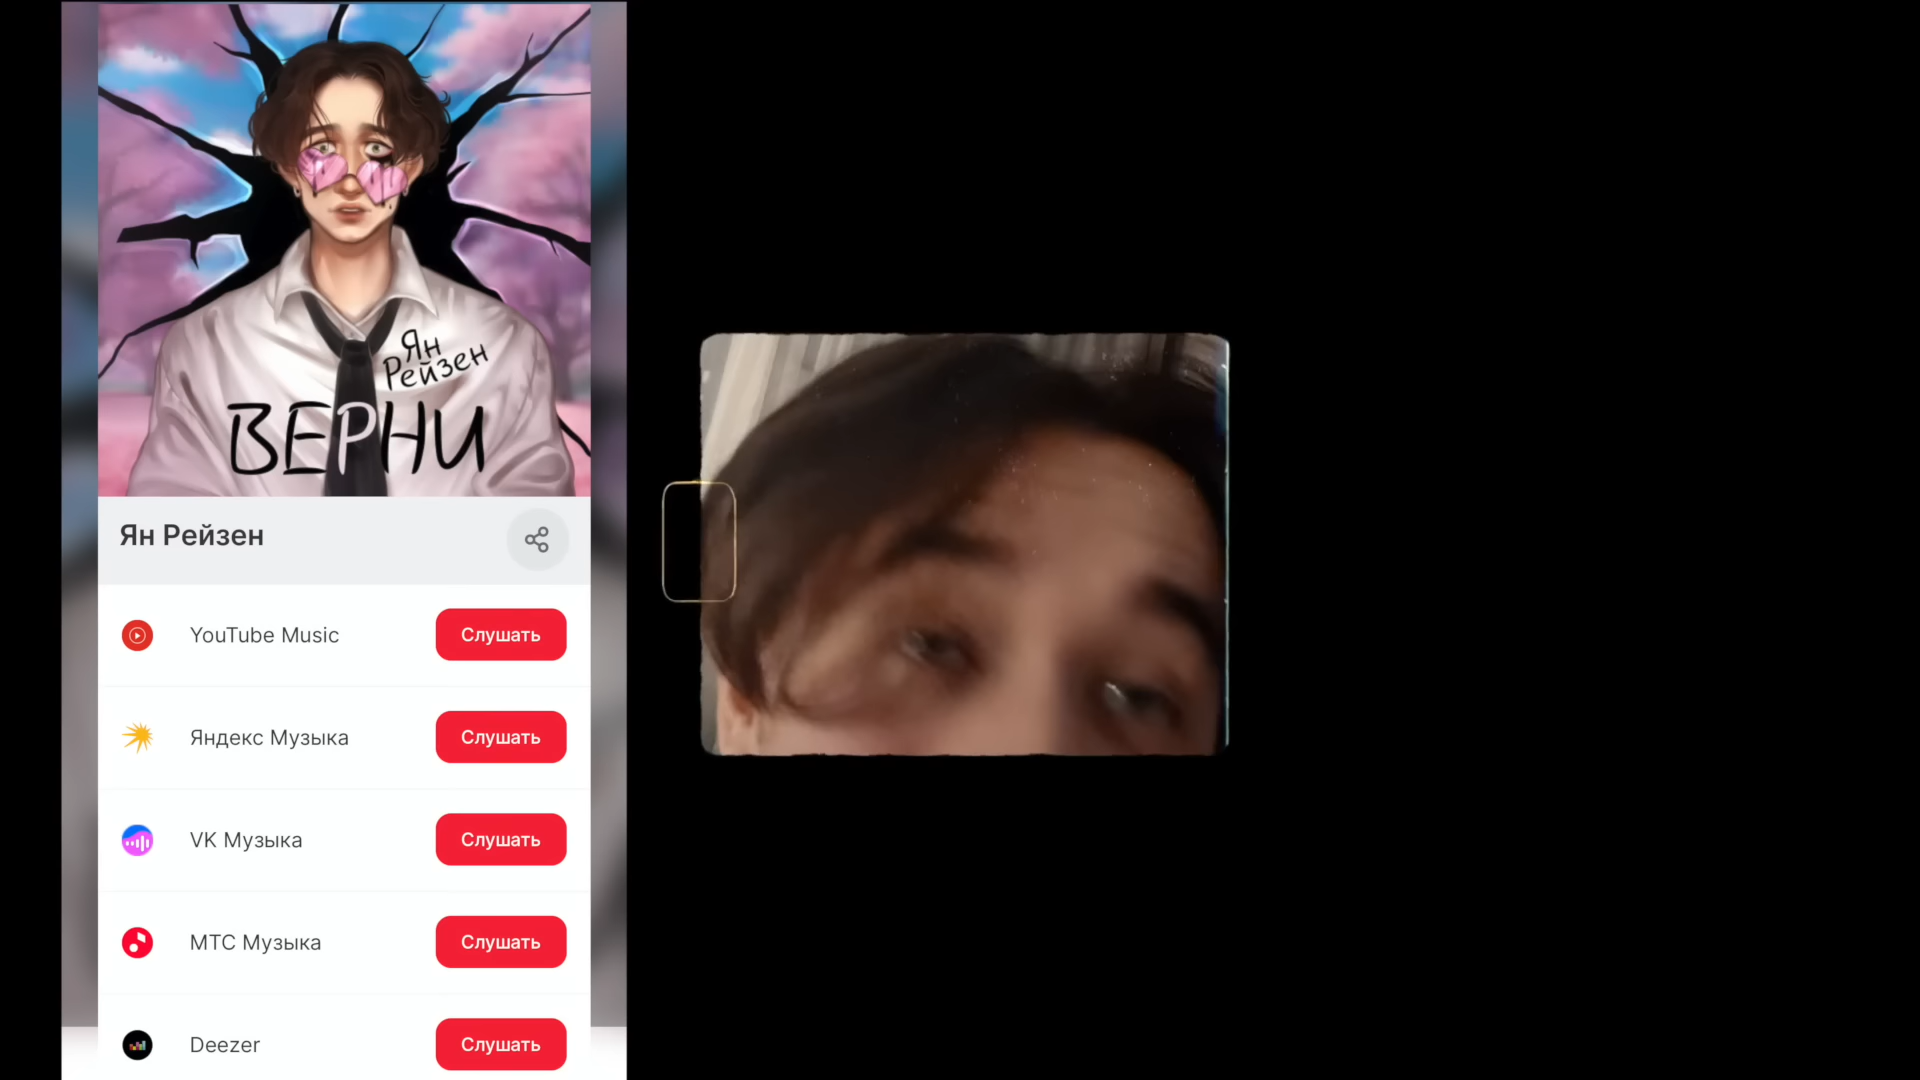 Ян
Рейзен
ВЕРНИ
Ян Рейзен
YouTube Music
Слушать
Яндекс Музыка
Слушать
VK Музыка
Слушать
МТС Музыка
Слушать
Deezer
Слушать